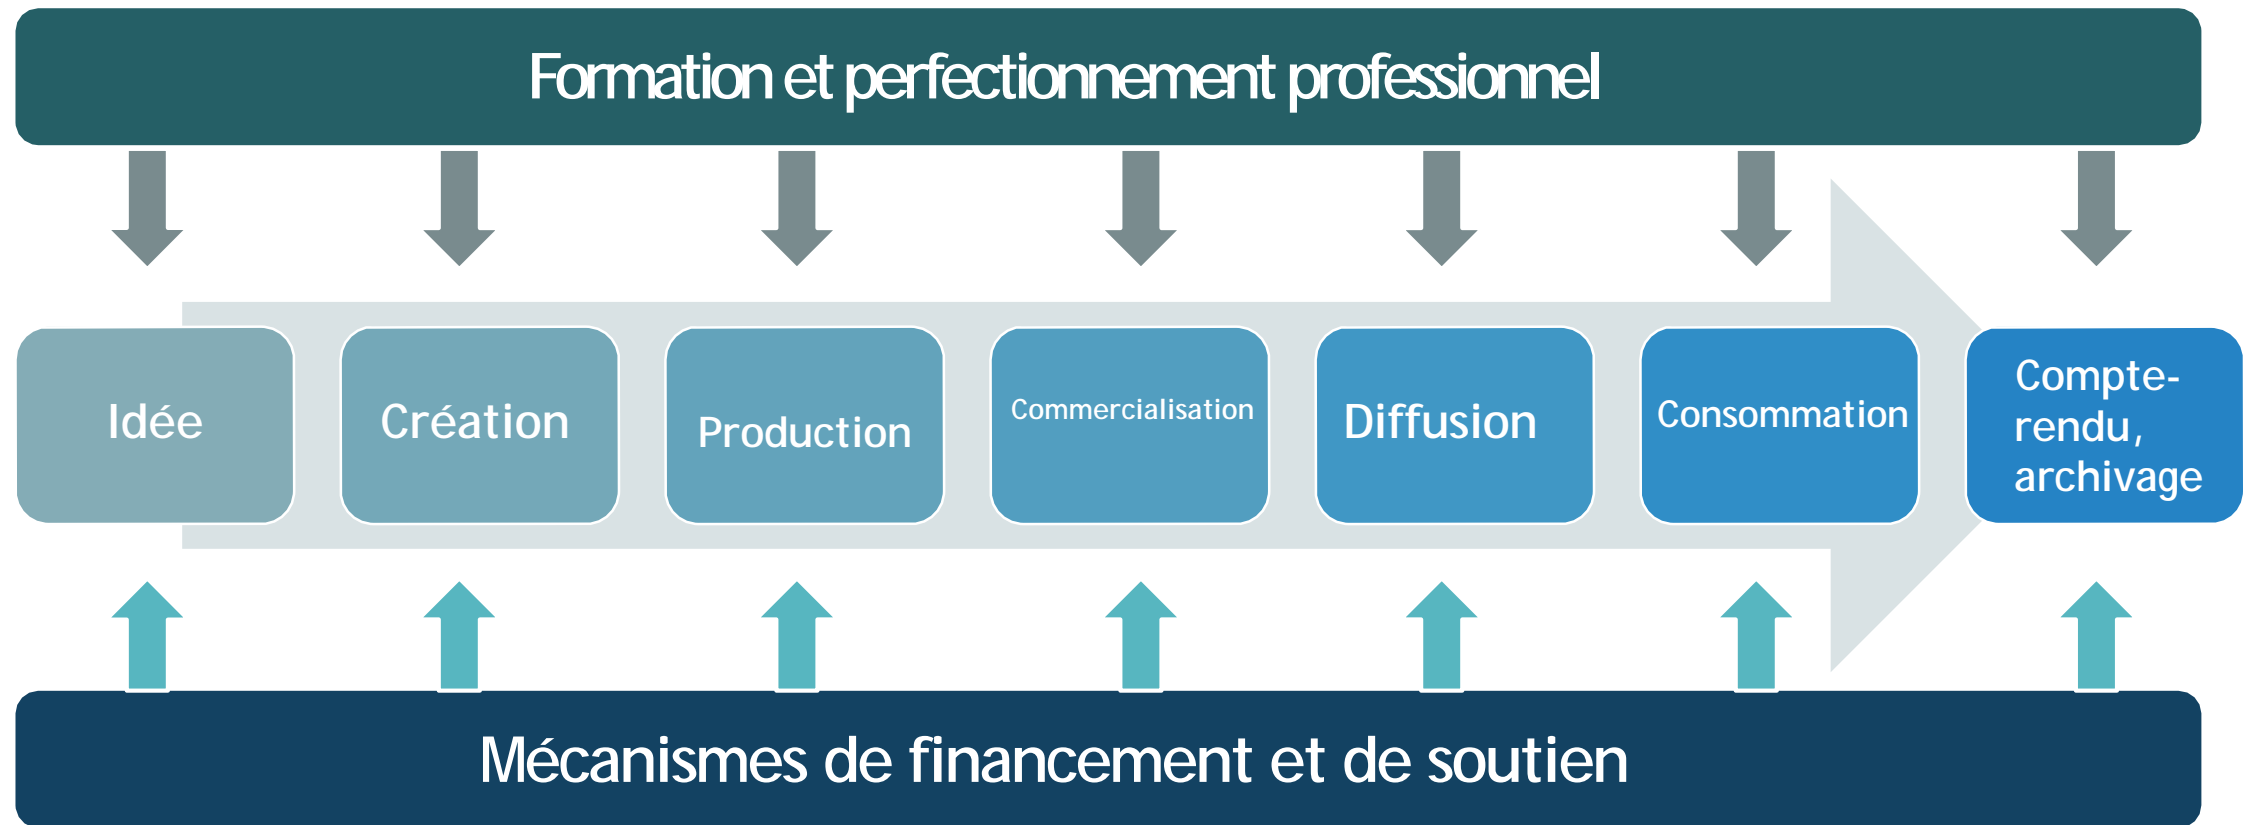 Formation et perfectionnement professionnel
Idée
Création
Production
Commercialisation
Diffusion
Consommation
Compte-
rendu,
archivage
Mécanismes de financement et de soutien